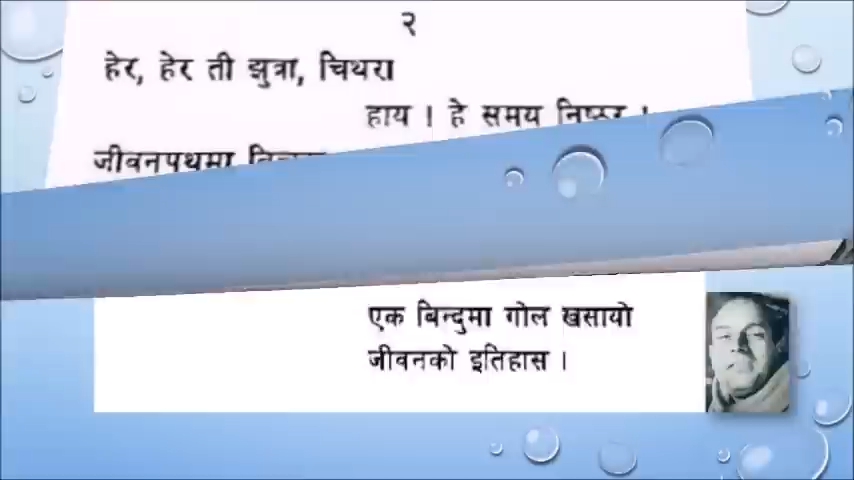 २
हेर, हेर ती झुत्रा, चिथरा
हाय । हे समय निष्ठुर ।
जीवनपथमा
एक बिन्दुमा गोल खसायो
जीवनको इतिहास ।